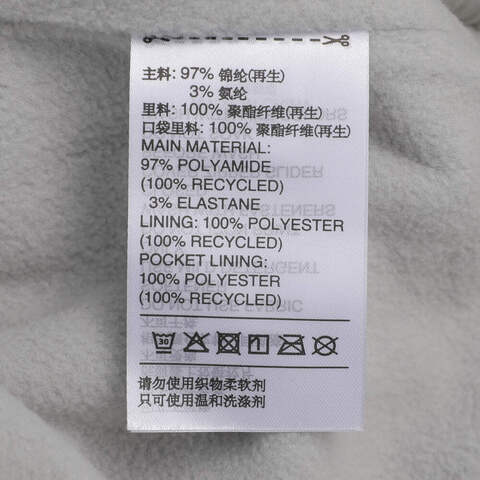 主料: 97% 锦纶(再生)
3% 氨纶
里料: 100% 聚酯纤维(再生)
口袋里料: 100% 聚酯纤维(再生)
MAIN MATERIAL:
97% POLYAMIDE
(100% RECYCLED)
3% ELASTANE
LINING: 100% POLYESTER
(100% RECYCLED)
POCKET LINING:
100% POLYESTER
(100% RECYCLED)
30
请勿使用织物柔软剂
只可使用温和洗涤剂